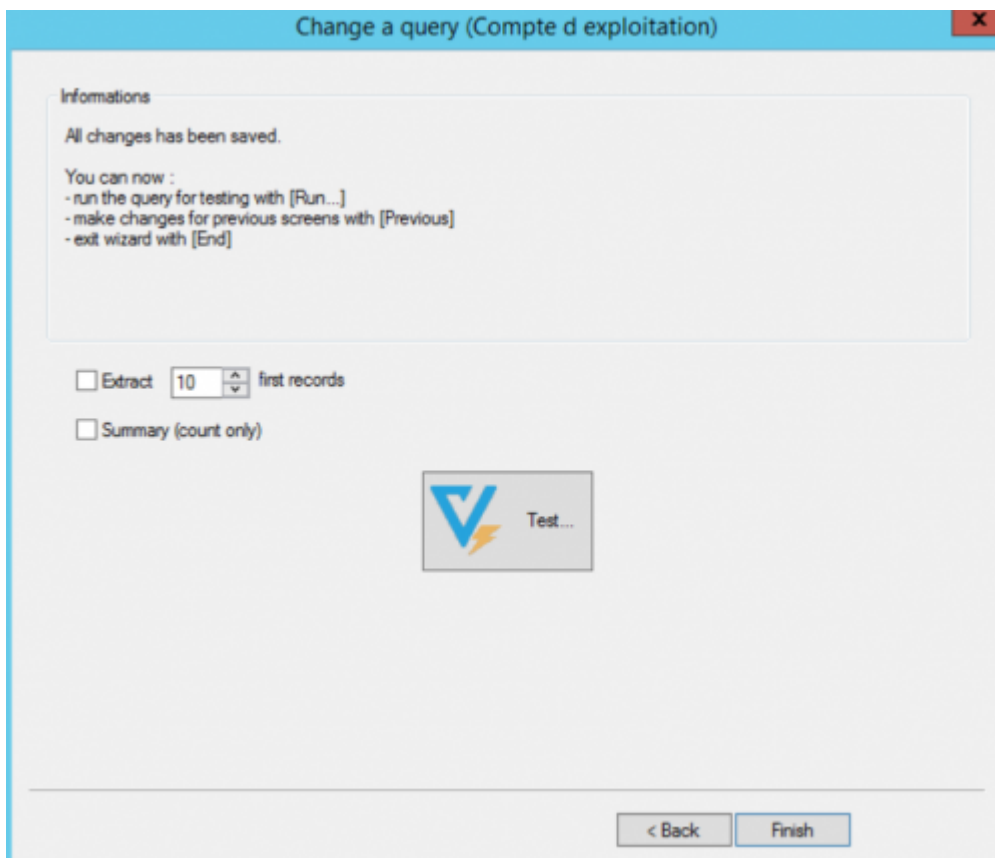 Change a query (Compte d exploitation)
x
Informations
All changes has been saved.
You can now :
- run the query for testing with [Run...]
- make changes for previous screens with [Previous]
- exit wizard with [End]
Extract 10 first records
Summary (count only)
Test...
< Back Finish